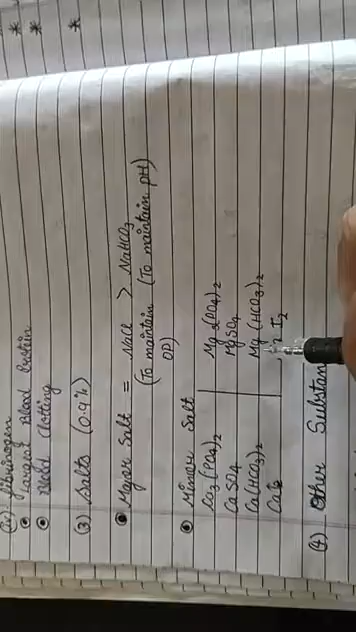 (iv) fibrinogen
Largest Blood Protein
Blood Clotting
(3) Salts (0.9%)
Major Salt = NaCl > NaHCO3
(To maintain OP) (To maintain pH)
Minor Salt
Ca3(PO4)2 Mg3(PO4)2
CaSO4 MgSO4
Ca(HCO3)2 Mg(HCO3)2
I2
(4) Other Substan